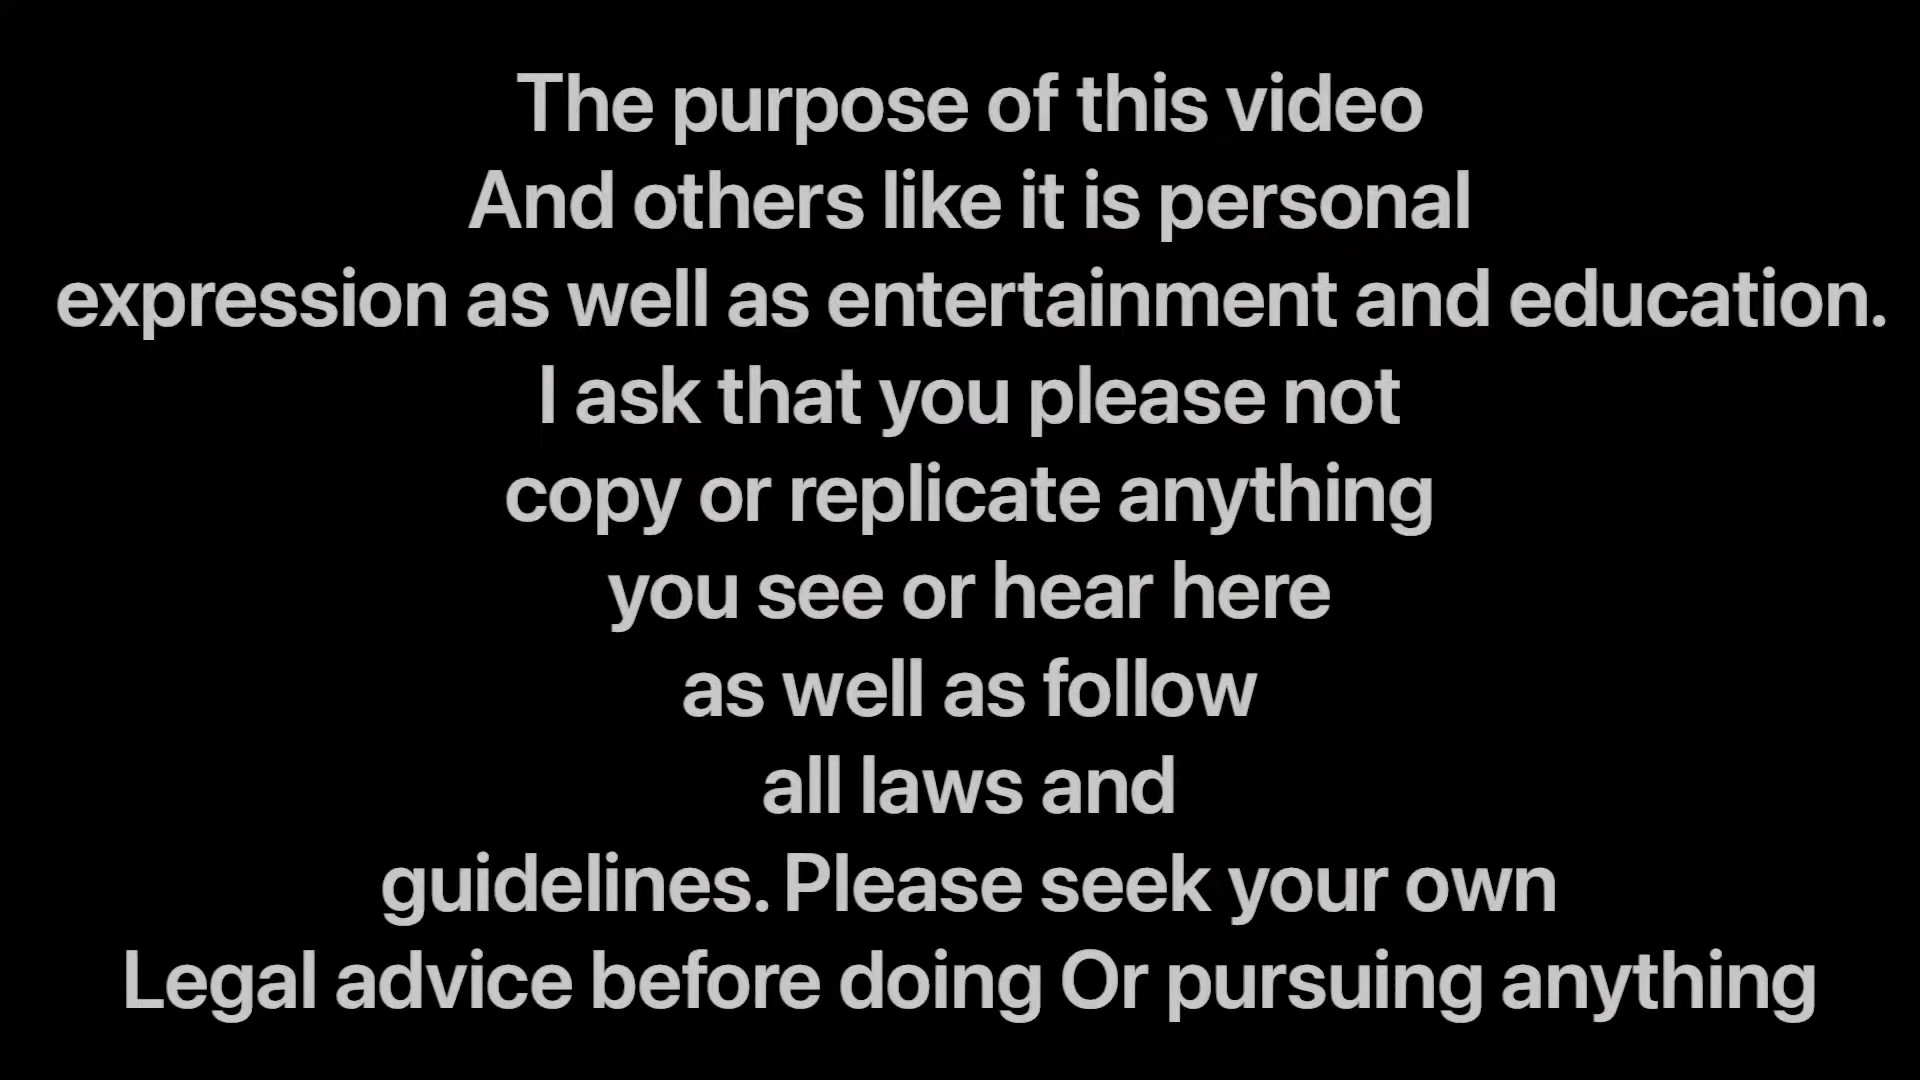 The purpose of this video
And others like it is personal
expression as well as entertainment and education.
I ask that you please not
copy or replicate anything
you see or hear here
as well as follow
all laws and
guidelines. Please seek your own
Legal advice before doing Or pursuing anything